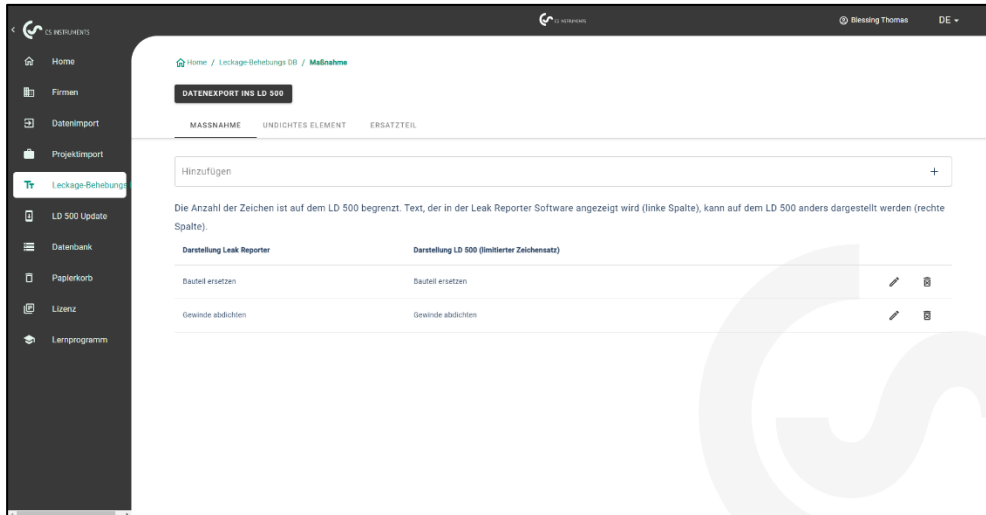 CS INSTRUMENTS
CS INSTRUMENTS
Blessing Thomas
DE
Home
Firmen
Datenimport
Projektimport
Leckage-Behebungs
LD 500 Update
Datenbank
Papierkorb
Lizenz
Lernprogramm
Home / Leckage-Behebungs DB / Maßnahme
DATENEXPORT INS LD 500
MASSNAHME UNDICHTES ELEMENT ERSATZTEIL
Hinzufügen
Die Anzahl der Zeichen ist auf dem LD 500 begrenzt. Text, der in der Leak Reporter Software angezeigt wird (linke Spalte), kann auf dem LD 500 anders dargestellt werden (rechte
Spalte).
Darstellung Leak Reporter Darstellung LD 500 (limitierter Zeichensatz)
Bauteil ersetzen Bauteil ersetzen
Gewinde abdichten Gewinde abdichten